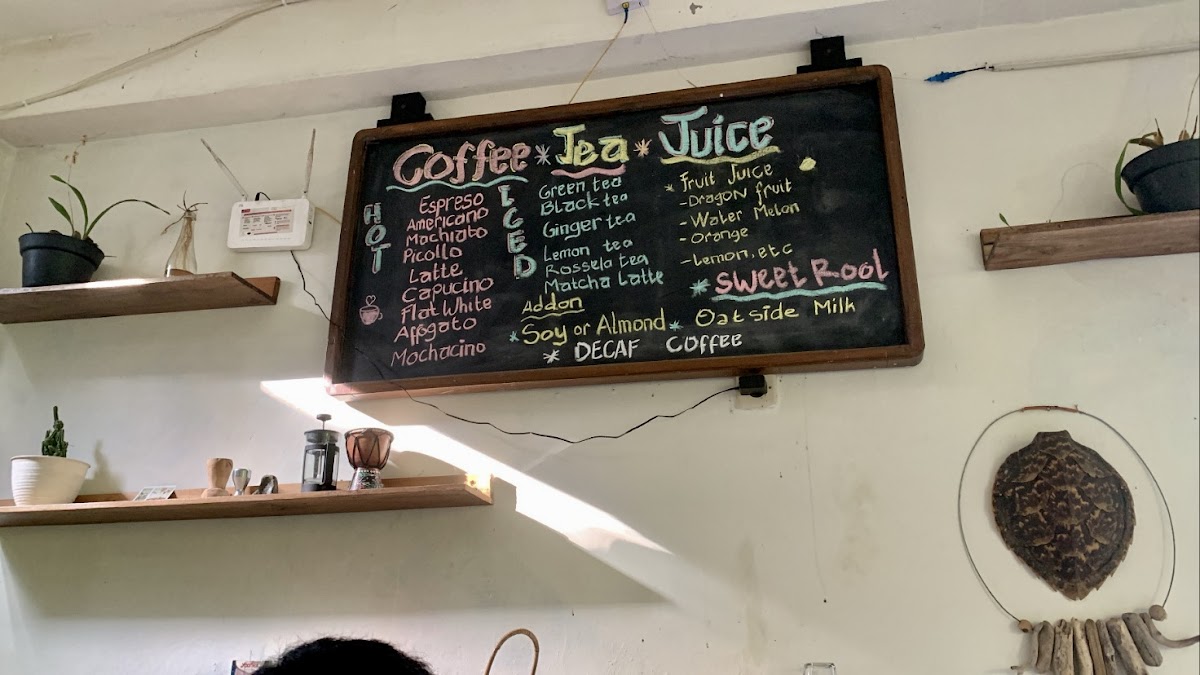 Coffee * Tea * Juice
HOT
Espreso
Americano
Machiato
Picollo
Latte
Capucino
Flat White
Affogato
Mochacino
ICED
Green tea
Black tea
Ginger tea
Lemon tea
Rossela tea
Matcha Latte
* Fruit Juice
- Dragon fruit
- Water Melon
- Orange
- Lemon, etc
* Sweet Rool
Addon
* Soy or Almond * Oat side Milk
* DECAF Coffee